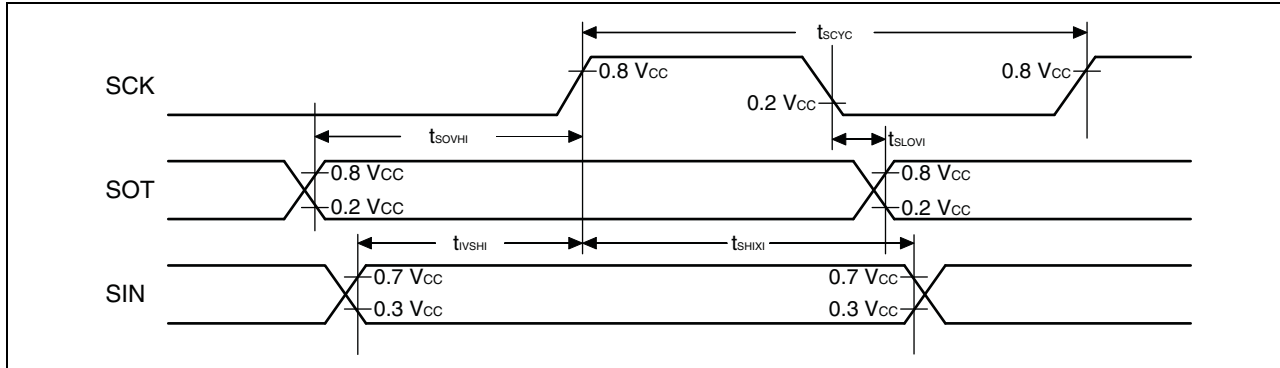 tSCYC
SCK
0.8 VCC
0.8 VCC
0.2 VCC
tSOVHI
tSLOVI
SOT
0.8 VCC
0.8 VCC
0.2 VCC
0.2 VCC
tIVSHI
tSHIXI
SIN
0.7 VCC
0.7 VCC
0.3 VCC
0.3 VCC